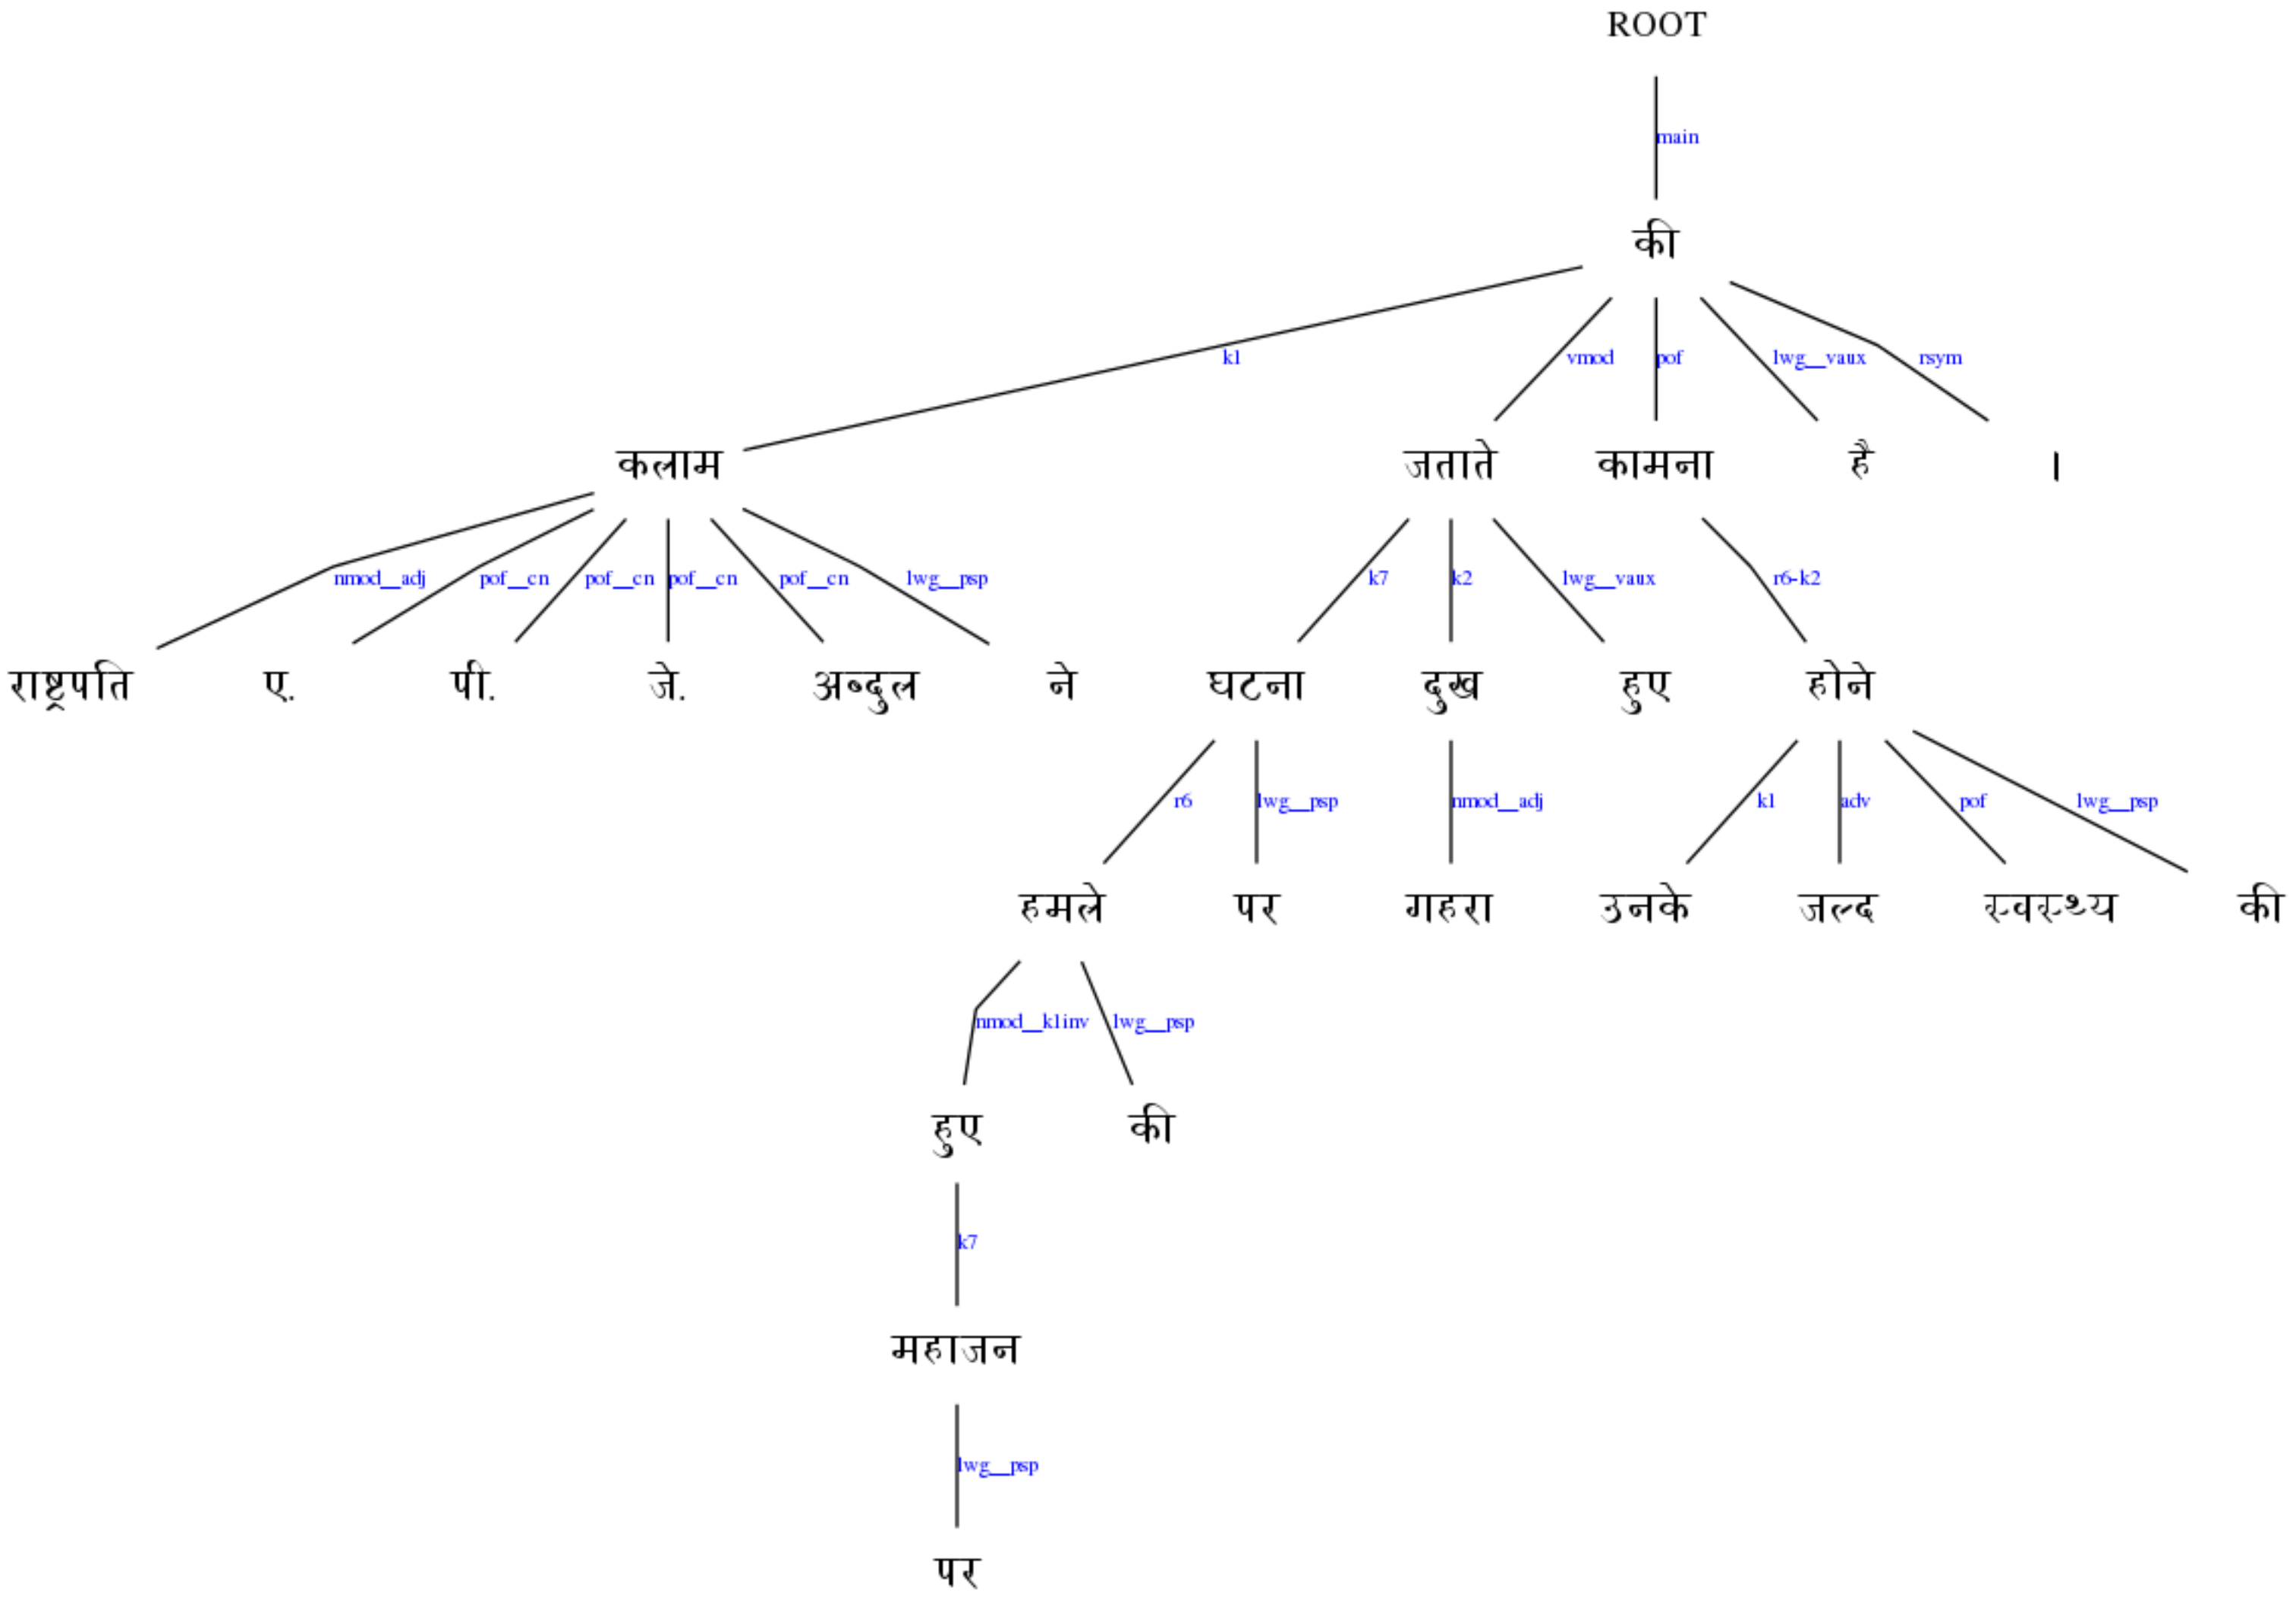 ROOT
main
की
k1 vmod pof lwg__vaux rsym
कलाम जताते कामना है ।
nmod__adj pof__cn pof__cn pof__cn pof__cn lwg__psp k7 k2 lwg__vaux r6-k2
राष्ट्रपति ए. पी. जे. अब्दुल ने घटना दुख हुए होने
r6 lwg__psp nmod__adj k1 adv pof lwg__psp
हमले पर गहरा उनके जल्द स्वस्थ्य की
nmod__k1inv lwg__psp
हुए की
k7
महाजन
lwg__psp
पर